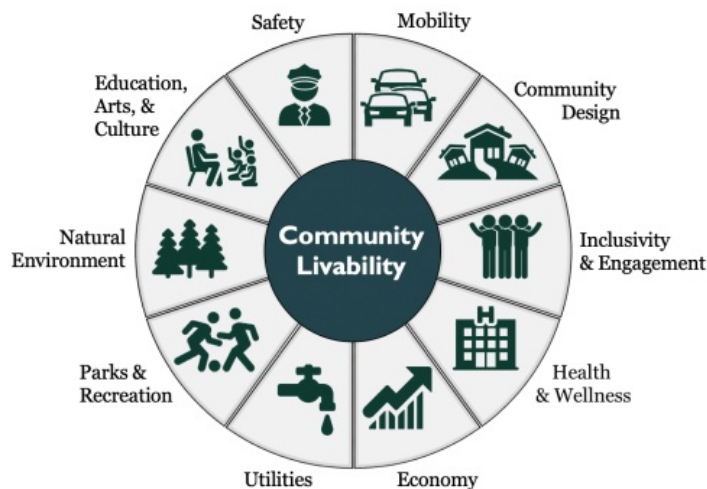 Safety
Mobility
Education,
Arts, &
Culture
Community
Design
Natural
Environment
Community
Livability
Inclusivity
& Engagement
H
Parks &
Recreation
Health
& Wellness
Utilities
Economy